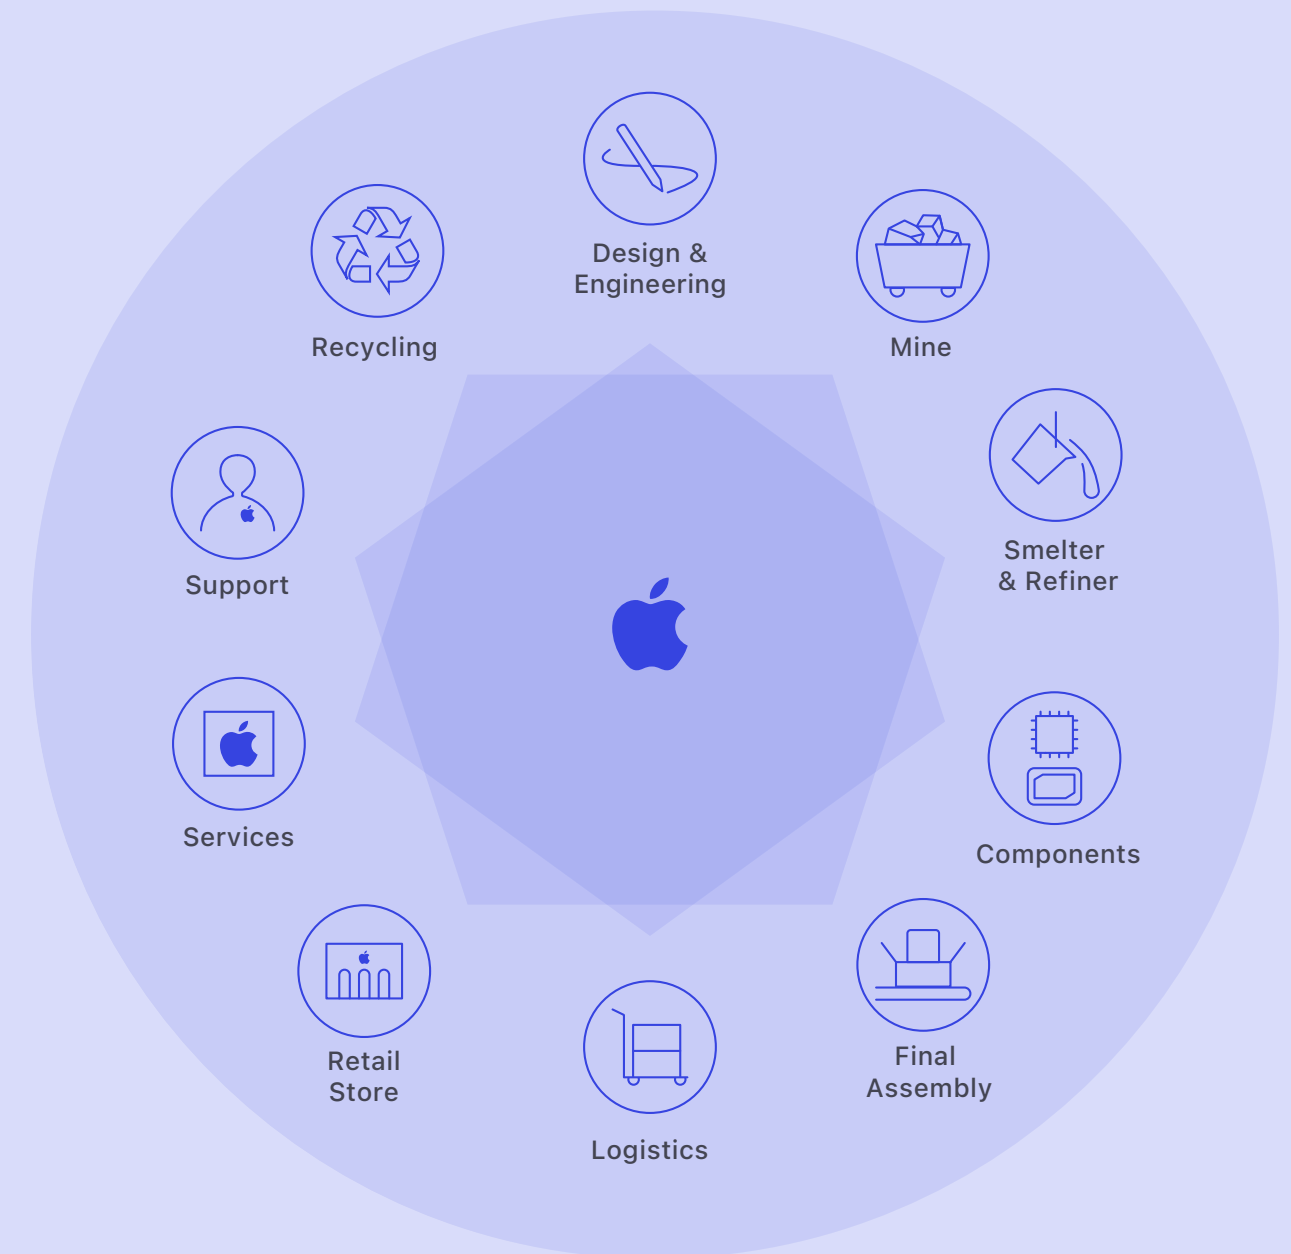 Design &
Engineering
Mine
Smelter
& Refiner
Components
Final
Assembly
Logistics
Retail
Store
Services
Support
Recycling